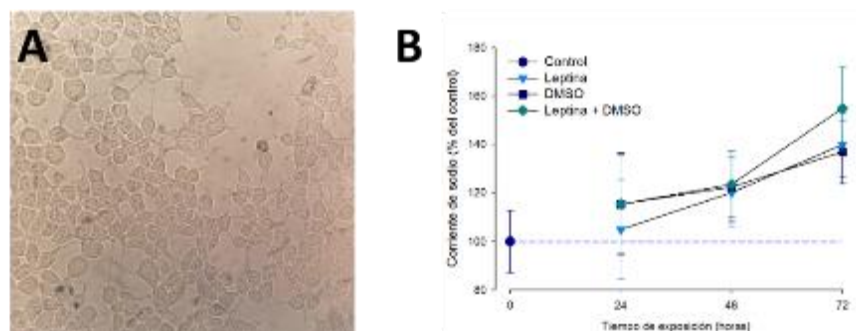 A
B
Control
Leptina
DMSO
Leptina + DMSO
Corriente de sodio (% del control)
180
160
140
120
100
80
0
24
48
72
Tiempo de exposición (horas)